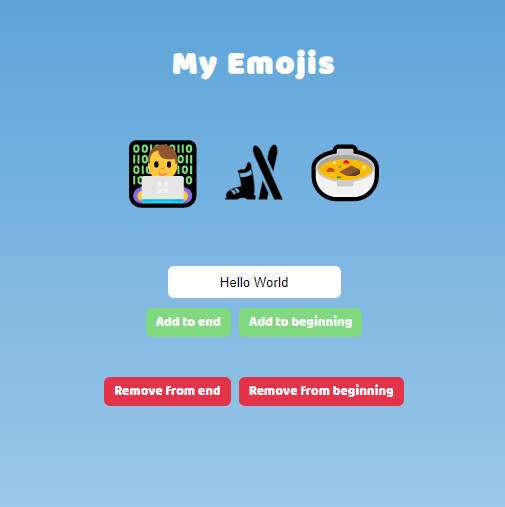 My Emojis
Hello World
Add to end Add to beginning
Remove from end Remove from beginning